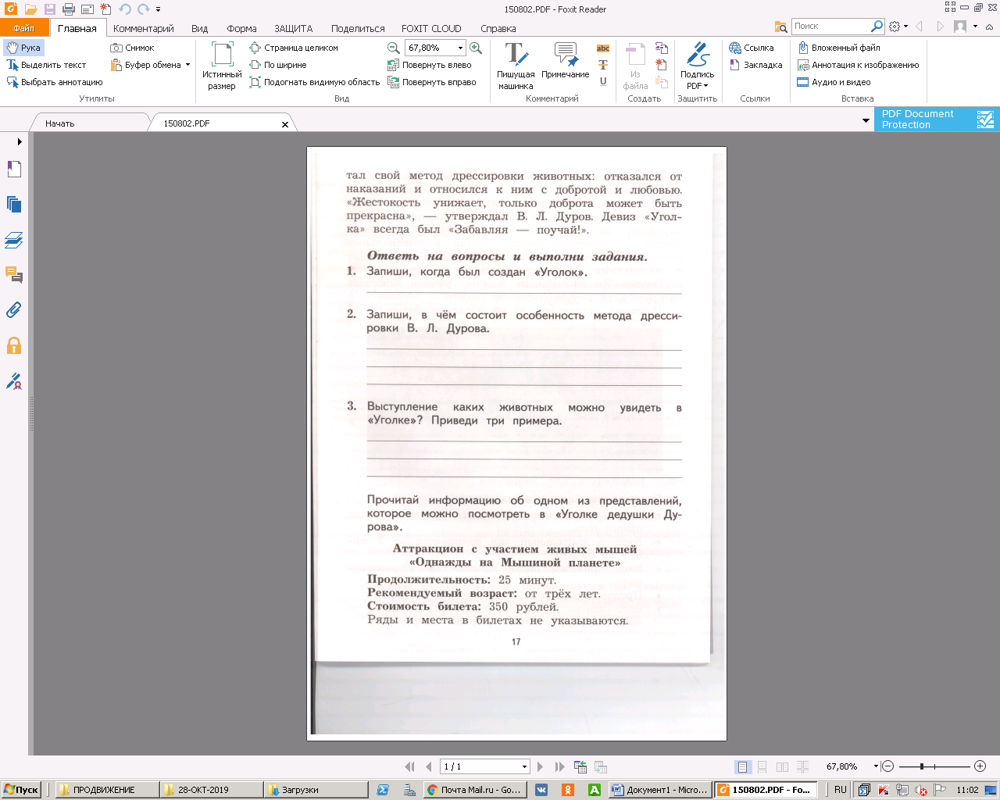 150802.PDF - Foxit Reader
Файл
Главная
Комментарий
Вид
Форма
ЗАЩИТА
Поделиться
FOXIT CLOUD
Справка
Поиск
Рука
Выделить текст
Выбрать аннотацию
Снимок
Буфер обмена
Утилиты
Истинный
размер
Страница целиком
По ширине
Подогнать видимую область
67,80%
Повернуть влево
Повернуть вправо
Вид
Пишущая
машинка
Примечание
abc
T
U
Комментарий
Из
файла
Создать
Подпись
PDF
Защитить
Ссылка
Закладка
Ссылки
Вложенный файл
Аннотация к изображению
Аудио и видео
Вставка
Начать
150802.PDF
PDF Document
Protection
тал свой метод дрессировки животных: отказался от
наказаний и относился к ним с добротой и любовью.
«Жестокость унижает, только доброта может быть
прекрасна», — утверждал В. Л. Дуров. Девиз «Угол-
ка» всегда был «Забавляя — поучай!».
Ответь на вопросы и выполни задания.
1. Запиши, когда был создан «Уголок».
2. Запиши, в чём состоит особенность метода дресси-
ровки В. Л. Дурова.
3. Выступление каких животных можно увидеть в
«Уголке»? Приведи три примера.
Прочитай информацию об одном из представлений,
которое можно посмотреть в «Уголке дедушки Ду-
рова».
Аттракцион с участием живых мышей
«Однажды на Мышиной планете»
Продолжительность: 25 минут.
Рекомендуемый возраст: от трёх лет.
Стоимость билета: 350 рублей.
Ряды и места в билетах не указываются.
17
1 / 1
67,80%
Пуск
ПРОДВИЖЕНИЕ
28-ОКТ-2019
Загрузки
Почта Mail.ru - Go...
Документ1 - Micro...
150802.PDF - Fo...
RU
11:02